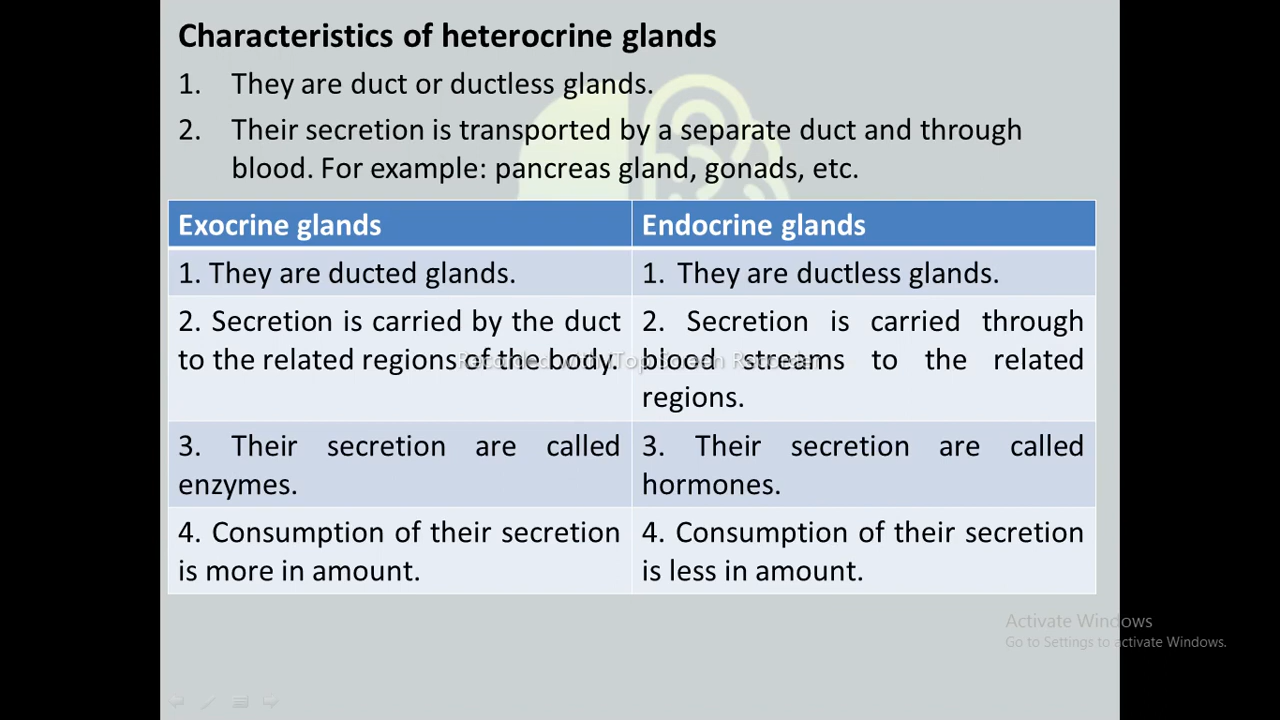 Characteristics of heterocrine glands
1. They are duct or ductless glands.
2. Their secretion is transported by a separate duct and through
blood. For example: pancreas gland, gonads, etc.
Exocrine glands
Endocrine glands
1. They are ducted glands.
1. They are ductless glands.
2. Secretion is carried by the duct
to the related regions of the body.
2. Secretion is carried through
blood streams to the related
regions.
3. Their secretion are called
enzymes.
3. Their secretion are called
hormones.
4. Consumption of their secretion
is more in amount.
4. Consumption of their secretion
is less in amount.
Recorded with iTop Screen Recorder
Activate Windows
Go to Settings to activate Windows.